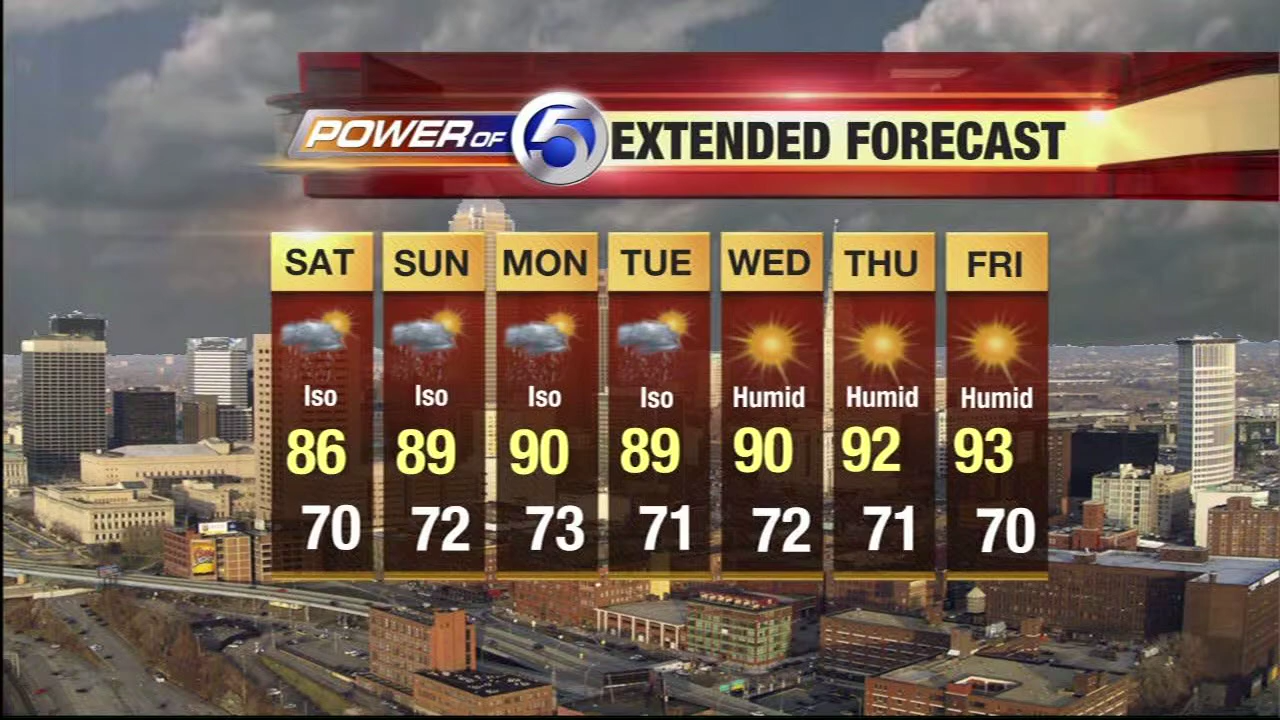 POWER OF 5 EXTENDED FORECAST
SAT SUN MON TUE WED THU FRI
Iso Iso Iso Iso Humid Humid Humid
86 89 90 89 90 92 93
70 72 73 71 72 71 70